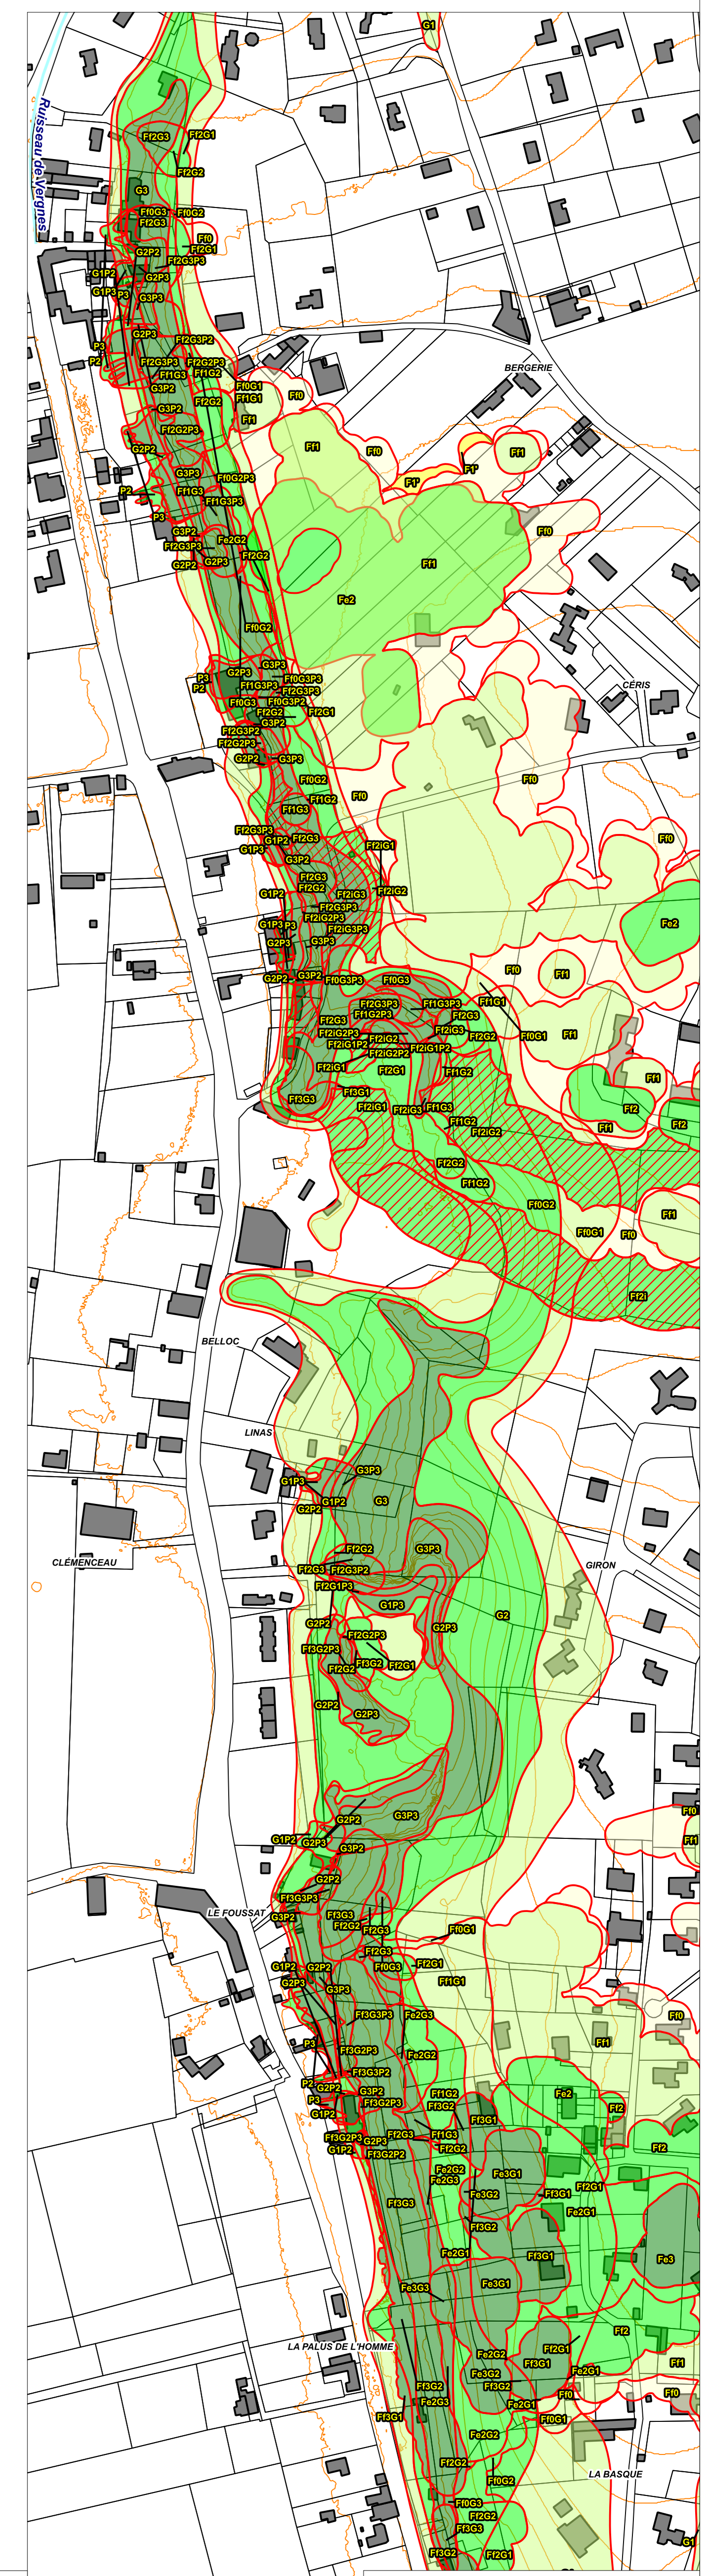 G1
Ruisseau de Vergnes
Ff2G3
Ff2G1
Ff2G2
G3
Ff0G3
Ff0G2
Ff2G3
Ff0
Ff2G1
G2P2
Ff2G3P3
G1P2
G2P3
G1P3
P3
G3P3
G2P3
Ff2G3P2
P3
P2
Ff2G3P3
Ff2G2P3
Ff1G3
Ff1G2
BERGERIE
G3P2
Ff0G1
Ff0
Ff1G1
Ff2G2
G3P2
Ff1
Ff2G2P3
Ff1
Ff0
G2P2
Ff1
F1'
G3P3
Ff0G2P3
F1'
P2
Ff1G3
Ff1G3P3
P3
G3P2
Ff0
Fe2G2
Ff2G3P3
Ff2G2
G2P2
G2P3
Ff1
Fe2
Ff0G2
G3P3
G2P3
P3
Ff0G3P3
P2
Ff1G3P3
CÉRIS
Ff2G3P3
Ff0G3
Ff0G3P2
Ff2G2
Ff2G1
G3P2
Ff2G3P2
Ff2G2P3
G2P2
G3P3
Ff0G2
Ff0
Ff1G2
Ff0
Ff1G3
Ff2G3P3
Ff2G3
Ff0
G1P2
G1P3
Ff2iG1
G3P2
Ff2G3
Ff2G2
Ff2iG2
G1P2
Ff2iG3
Ff2G3P3
Ff2iG2P3
G1P3
P3
Ff2iG3P3
Fe2
G2P3
G3P3
Ff0
G2P2
G3P2
Ff0G3P3
Ff0G3
Ff1
Ff2G3P3
Ff1G3P3
Ff1G1
Ff1G2P3
Ff2G3
Ff2G3
Ff2iG3
Ff2iG2P3
Ff2iG2
Ff2G2
Ff0G1
Ff1
Ff2iG1P2
Ff2iG1P2
Ff2iG2P2
Ff2iG1
Ff2G1
Ff1G2
Ff1
Ff3G1
Ff3G3
Ff2iG1
Ff2iG3
Ff1G3
Ff2
Ff1G2
Ff1
Ff2
Ff2iG2
Ff2G2
Ff1G2
Ff0G2
Ff1
Ff0G1
Ff0
Ff2i
BELLOC
LINAS
G3P3
G1P3
G1P2
G3
G2P2
Ff2G2
G3P3
CLÉMENCEAU
GIRON
Ff2G3
Ff2G3P2
Ff2G1P3
G1P3
G2
G2P2
G2P3
Ff2G2P3
Ff3G2P3
Ff3G2
Ff2G1
Ff2G2
G2P2
G2P3
Ff0
G3P3
G2P2
G1P2
G2P3
Ff1
G3P2
G2P2
Ff3G3P3
LE FOUSSAT
G3P2
Ff3G3
Ff2G2
Ff2G3
Ff0G1
Ff2G3
Ff2G1
G1P2
G2P2
Ff0G3
G2P3
Ff1G1
G3P3
Ff3G3P3
Fe2G3
Ff0
P3
Ff1
Ff3G2P3
Fe2G2
Ff3G3P2
P2
G2P2
G3P2
Ff1G2
Fe2
P3
Ff3G2P3
Ff3G2
Ff2
G1P2
Ff3G1
Ff3G2P3
G2P3
Ff2G3
Ff1G3
G1P2
Ff3G2P2
Ff2G2
Ff2
Fe2G2
Fe3G1
Fe2G3
Ff2G1
Fe3G2
Ff3G1
Ff3G3
Fe2G1
Ff3G2
Fe2G1
Ff3G1
Fe3
Fe3G3
Fe3G1
Ff2
LA PALUS DE L'HOMME
Ff2G1
Fe2G2
Ff3G1
Ff1
Fe3G2
Fe2G1
Ff3G2
Ff3G2
Ff0
Ff0
Fe2G3
Fe2G1
Ff3G1
Ff0G1
Fe2G2
Ff2G2
LA BASQUE
Ff0G2
Ff0G3
Ff2G2
Ff3G3
G1
Ff3G2
Ff2G1